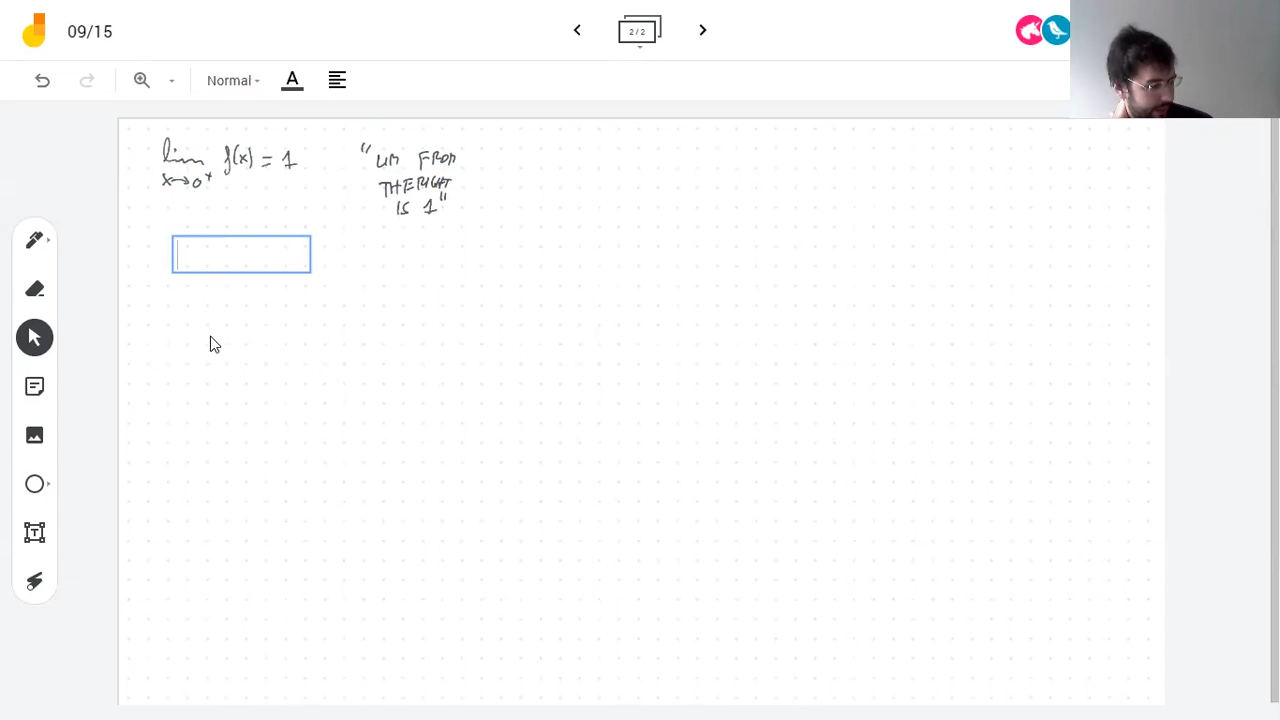 09/15
2/2
Normal
lim f(x) = 1
x→0⁺
"LIM FROM
THE RIGHT
IS 1"